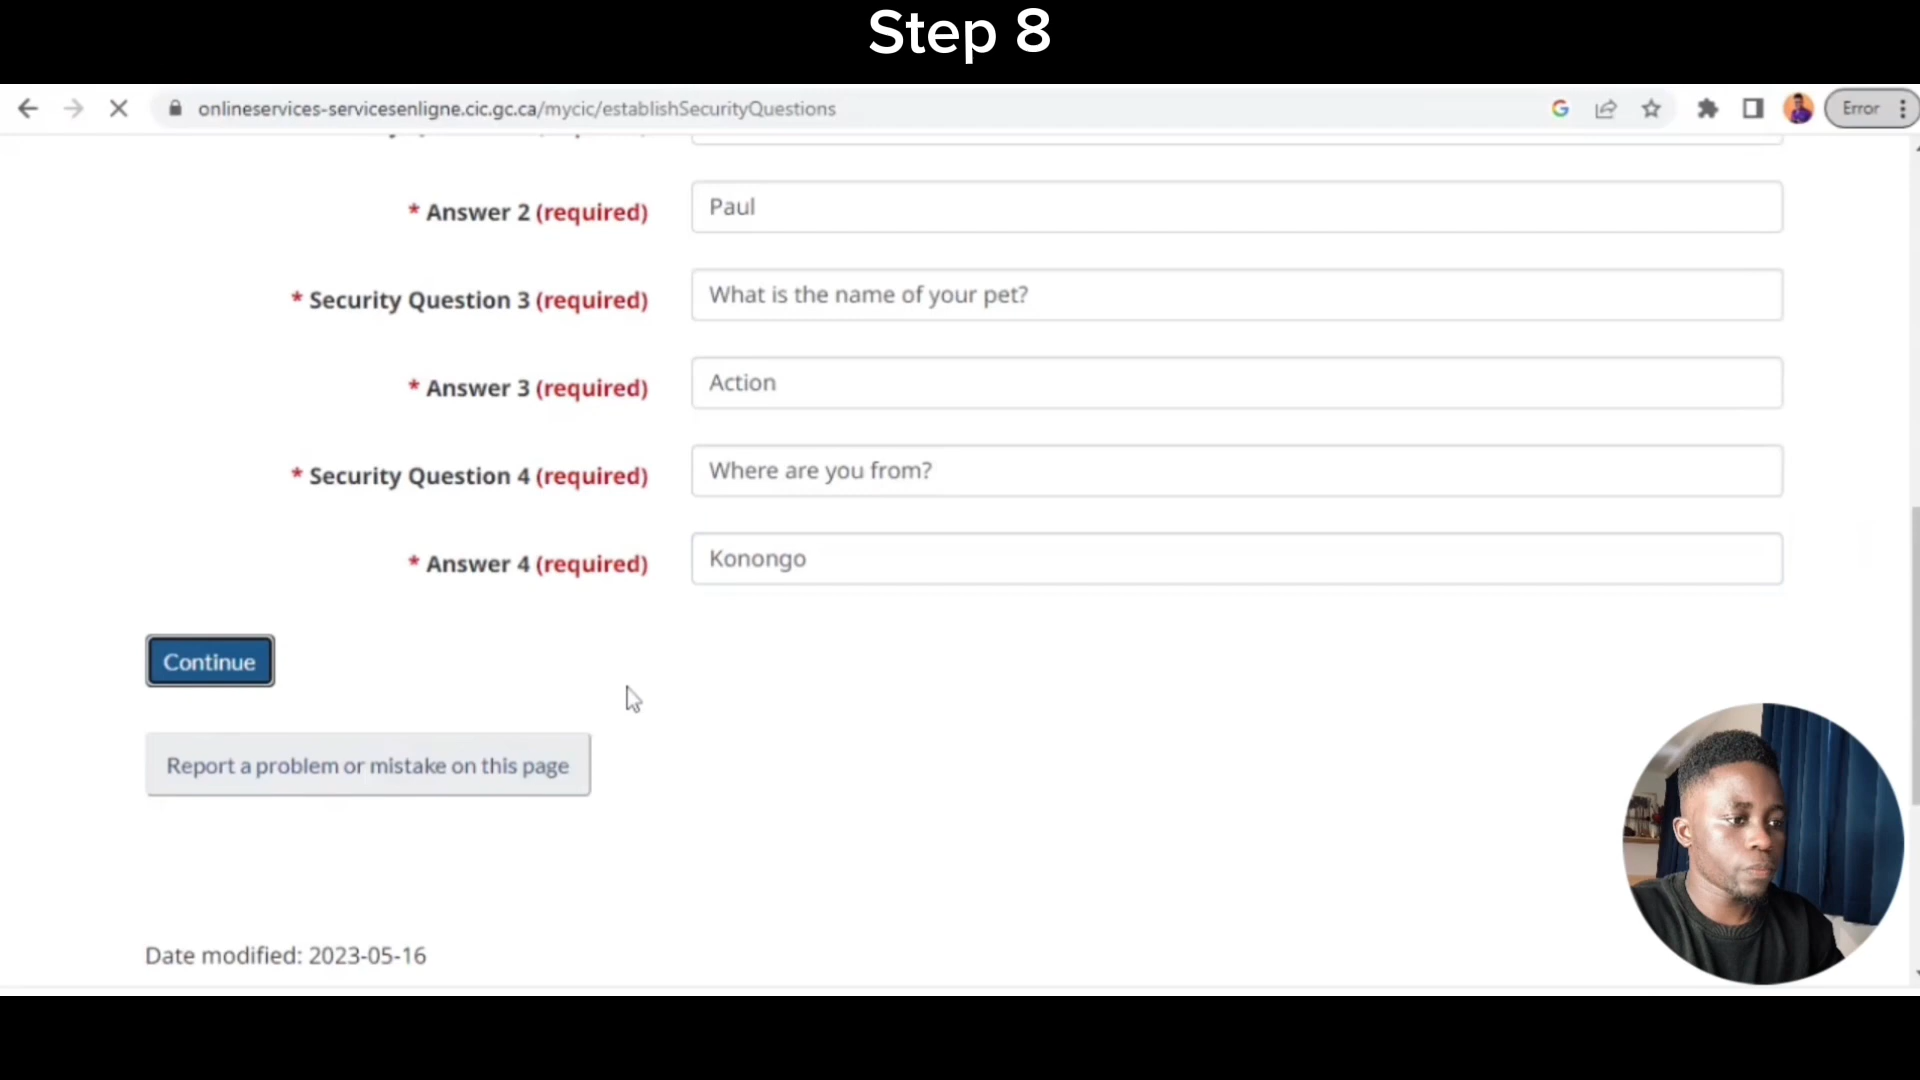 Step 8
onlineservices-servicesenligne.cic.gc.ca/mycic/establishSecurityQuestions
Error
* Answer 2 (required)
Paul
* Security Question 3 (required)
What is the name of your pet?
* Answer 3 (required)
Action
* Security Question 4 (required)
Where are you from?
* Answer 4 (required)
Konongo
Continue
Report a problem or mistake on this page
Date modified: 2023-05-16